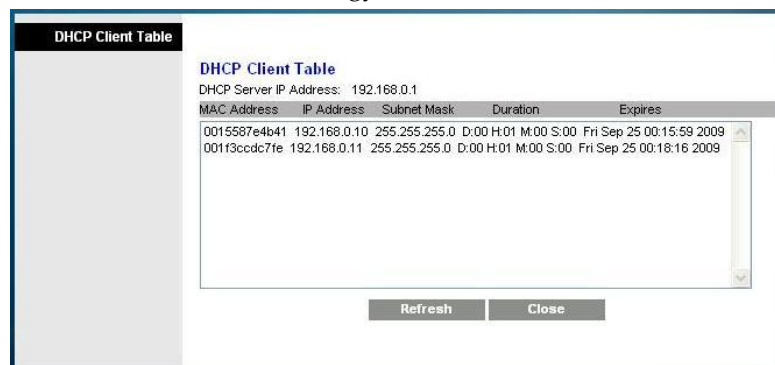 gy
DHCP Client Table
DHCP Client Table
DHCP Server IP Address: 192.168.0.1
MAC Address IP Address Subnet Mask Duration Expires
0015587e4b41 192.168.0.10 255.255.255.0 D:00 H:01 M:00 S:00 Fri Sep 25 00:15:59 2009
001f3ccdc7fe 192.168.0.11 255.255.255.0 D:00 H:01 M:00 S:00 Fri Sep 25 00:18:16 2009
Refresh Close